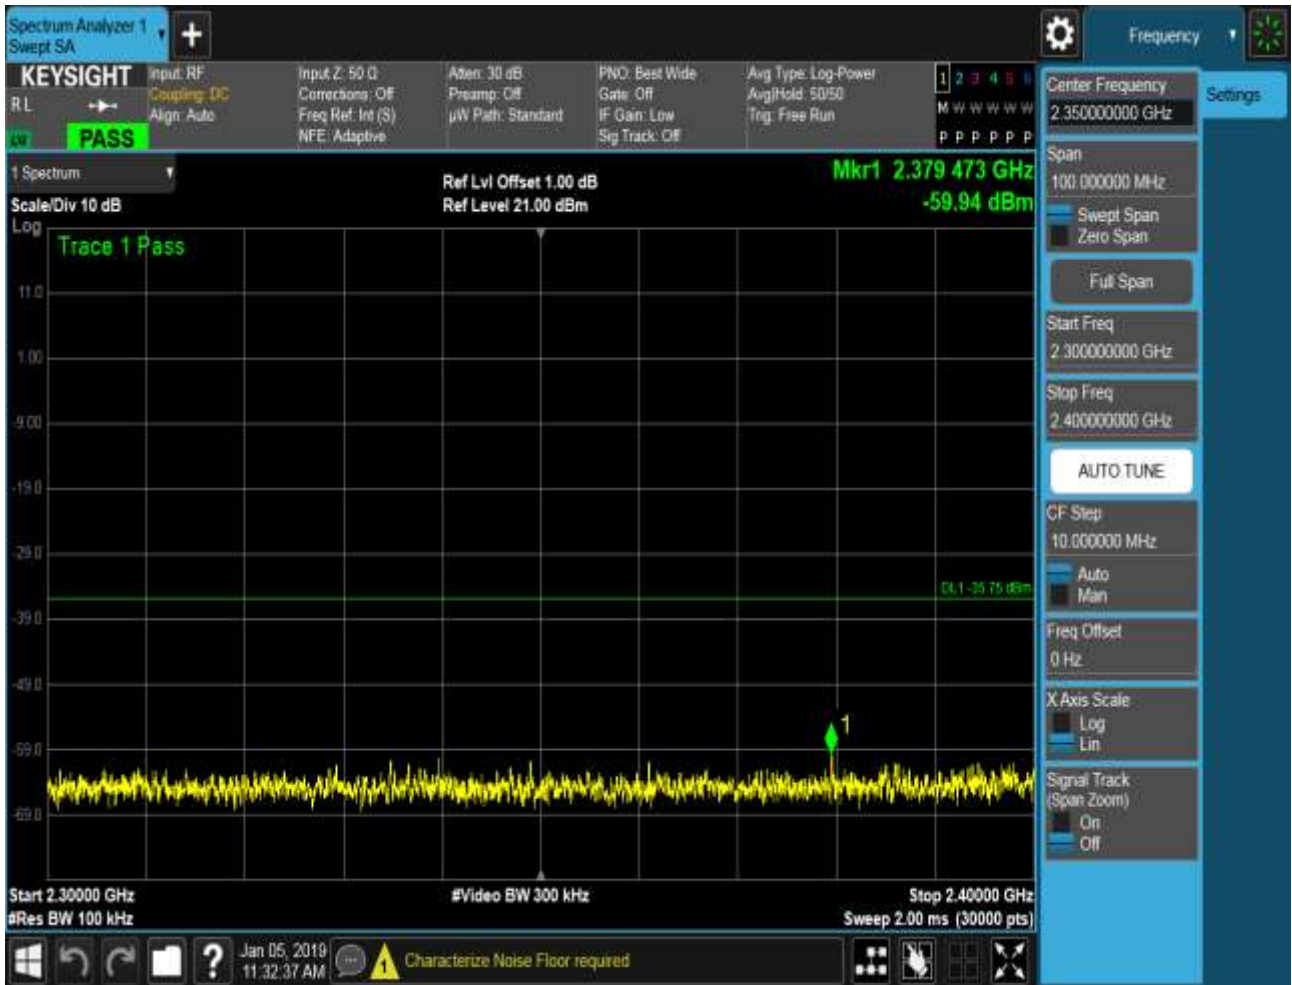 Spectrum Analyzer 1
Swept SA
+
Frequency
KEYSIGHT
RL
PASS
Input: RF
Coupling: DC
Align: Auto
Input Z: 50 Ω
Corrections: Off
Freq Ref: Int (S)
NFE: Adaptive
Atten: 30 dB
Preamp: Off
µW Path: Standard
PNO: Best Wide
Gate: Off
IF Gain: Low
Sig Track: Off
Avg Type: Log-Power
Avg|Hold: 50/50
Trig: Free Run
1 2 3 4 5 6
M W W W W W
P P P P P P
1 Spectrum
Scale/Div 10 dB
Log
Ref Lvl Offset 1.00 dB
Ref Level 21.00 dBm
Mkr1 2.379 473 GHz
-59.94 dBm
Trace 1 Pass
11.0
1.00
-9.00
-19.0
-29.0
DL1 -35.75 dBm
-39.0
-49.0
1
-59.0
-69.0
Start 2.30000 GHz
#Res BW 100 kHz
#Video BW 300 kHz
Stop 2.40000 GHz
Sweep 2.00 ms (30000 pts)
Center Frequency
2.350000000 GHz
Settings
Span
100.000000 MHz
Swept Span
Zero Span
Full Span
Start Freq
2.300000000 GHz
Stop Freq
2.400000000 GHz
AUTO TUNE
CF Step
10.000000 MHz
Auto
Man
Freq Offset
0 Hz
X Axis Scale
Log
Lin
Signal Track
(Span Zoom)
On
Off
?
Jan 05, 2019
11:32:37 AM
1
Characterize Noise Floor required